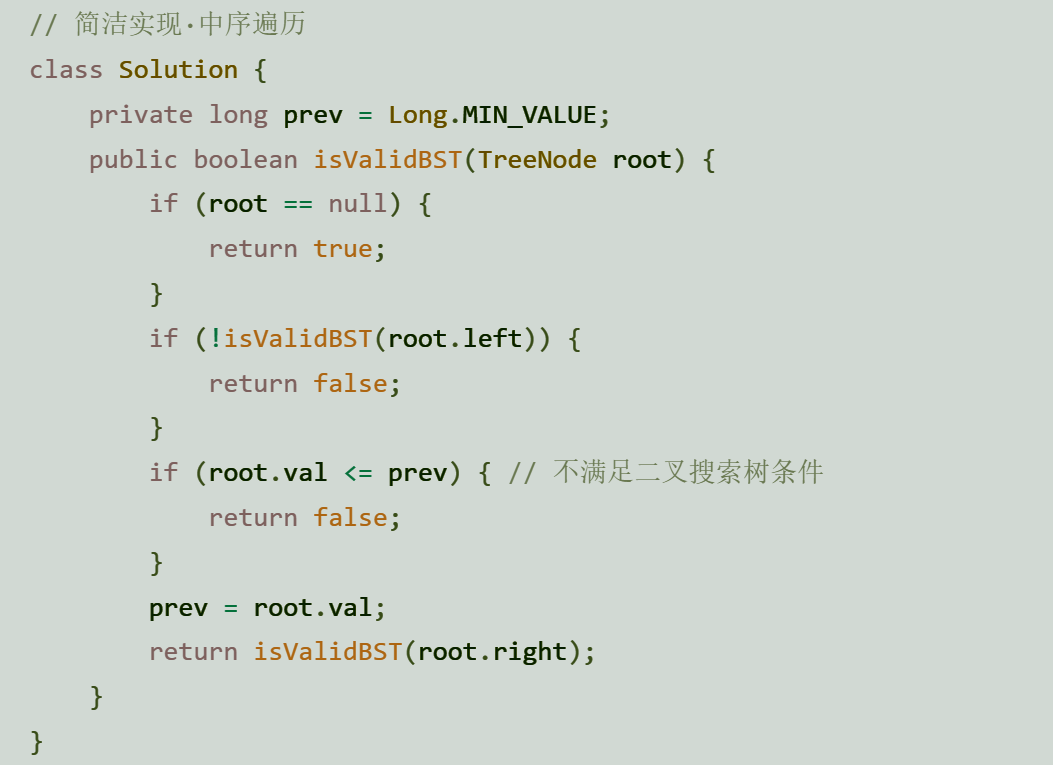 // 简洁实现·中序遍历
class Solution {
    private long prev = Long.MIN_VALUE;
    public boolean isValidBST(TreeNode root) {
        if (root == null) {
            return true;
        }
        if (!isValidBST(root.left)) {
            return false;
        }
        if (root.val <= prev) { // 不满足二叉搜索树条件
            return false;
        }
        prev = root.val;
        return isValidBST(root.right);
    }
}